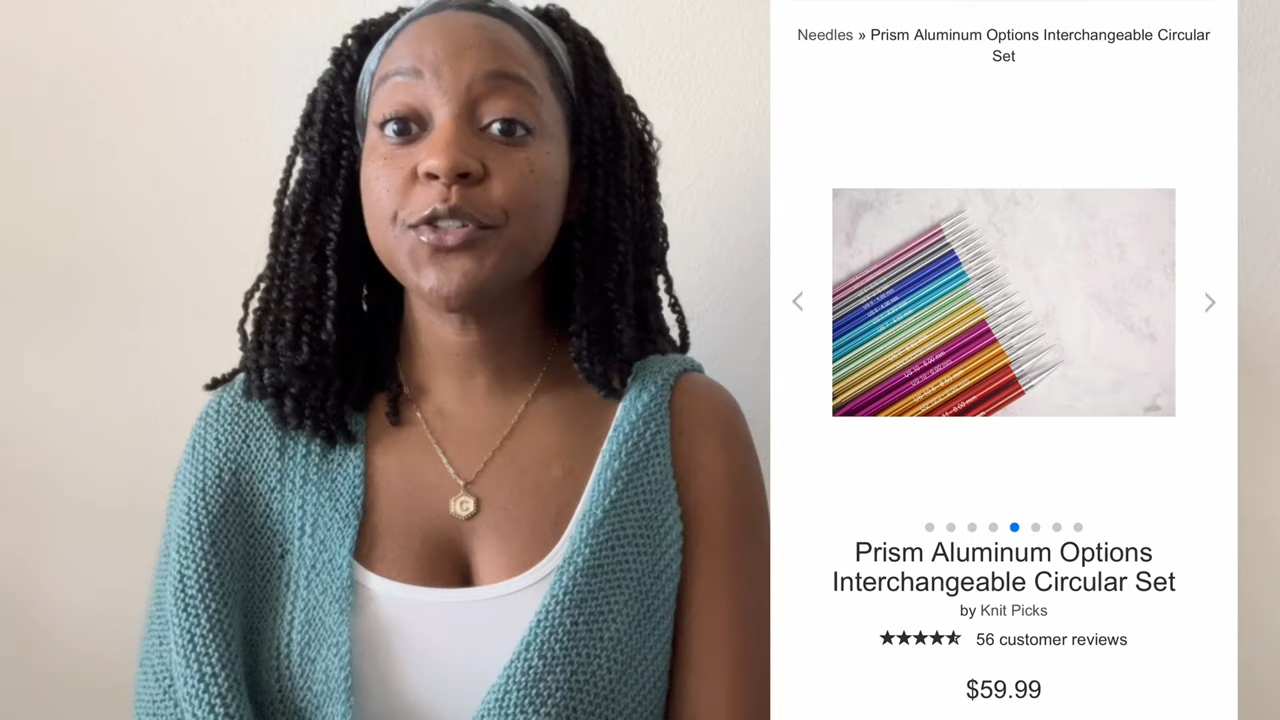 Needles » Prism Aluminum Options Interchangeable Circular
Set
C
Prism Aluminum Options
Interchangeable Circular Set
by Knit Picks
56 customer reviews
$59.99